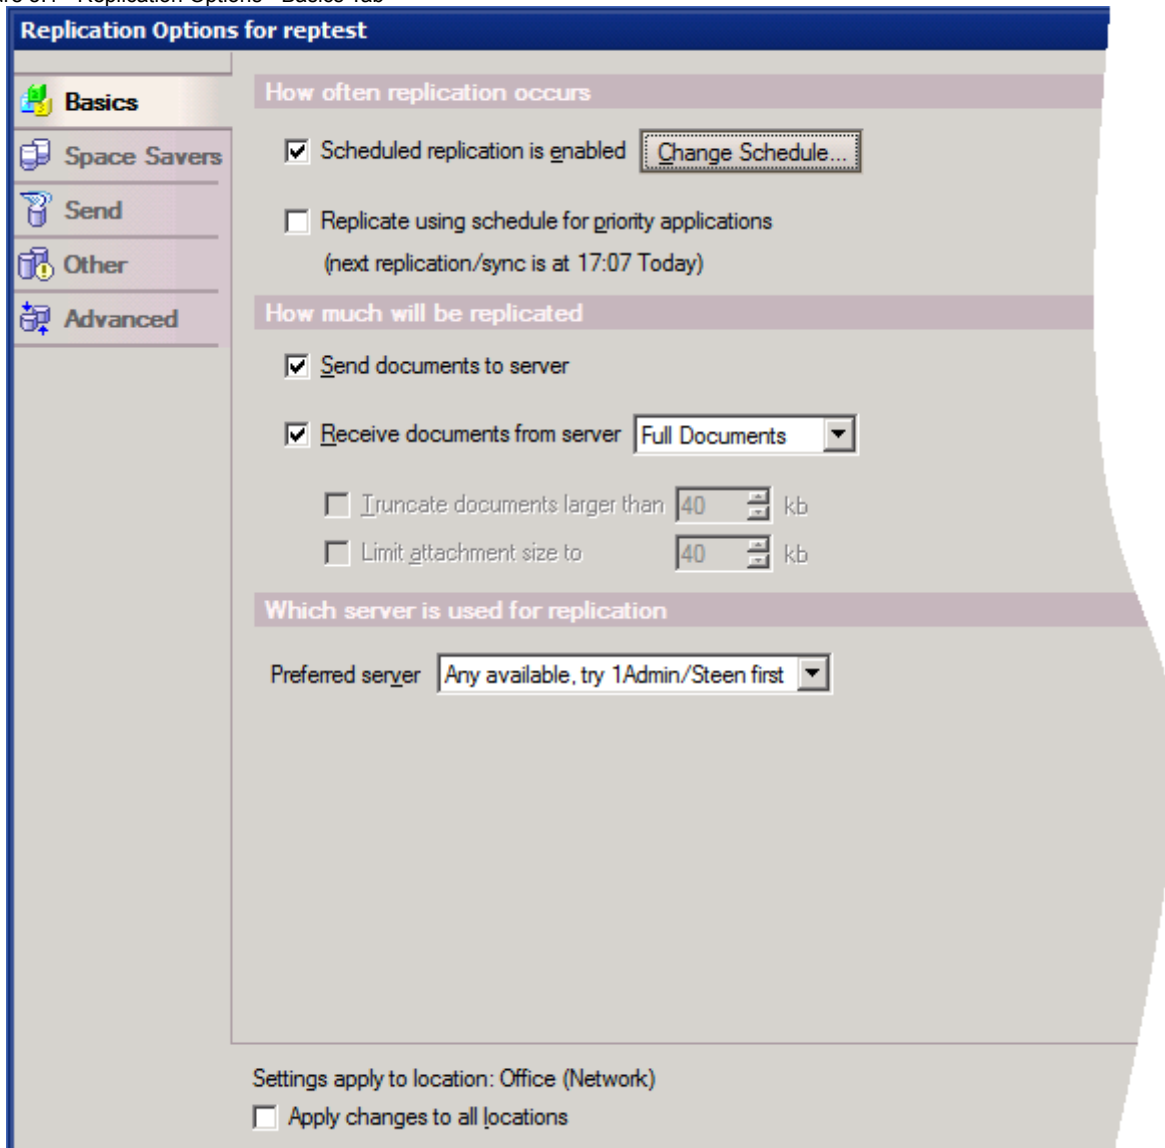 Replication Options - Basics Tab
Replication Options for reptest
Basics
Space Savers
Send
Other
Advanced
How often replication occurs
Scheduled replication is enabled Change Schedule...
Replicate using schedule for priority applications
(next replication/sync is at 17:07 Today)
How much will be replicated
Send documents to server
Receive documents from server Full Documents
Truncate documents larger than 40 kb
Limit attachment size to 40 kb
Which server is used for replication
Preferred server Any available, try 1Admin/Steen first
Settings apply to location: Office (Network)
Apply changes to all locations